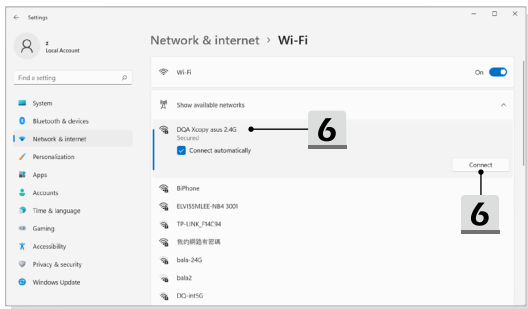 Settings
z
Local Account
Find a setting
System
Bluetooth & devices
Network & internet
Personalization
Apps
Accounts
Time & language
Gaming
Accessibility
Privacy & security
Windows Update
Network & internet > Wi-Fi
Wi-Fi
On
Show available networks
DQA Xcopy asus 2.4G
Secured
Connect automatically
6
Connect
6
BiPhone
ELVISSMLEE-NB4 3001
TP-LINK_F14C94
我的網路有密碼
bala-24G
bala2
DQ-int5G